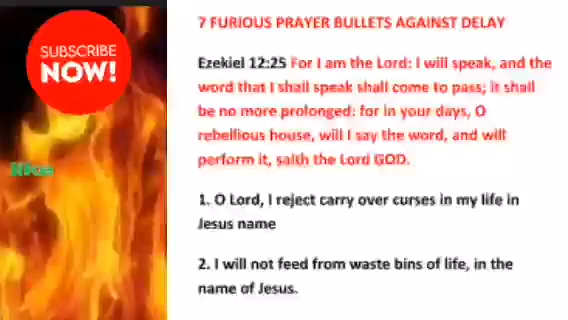 SUBSCRIBE
NOW!
7 FURIOUS PRAYER BULLETS AGAINST DELAY
Ezekiel 12:25 For I am the Lord: I will speak, and the
word that I shall speak shall come to pass; it shall
be no more prolonged: for in your days, O
rebellious house, will I say the word, and will
perform it, saith the Lord GOD.
1. O Lord, I reject carry over curses in my life in
Jesus name
2. I will not feed from waste bins of life, in the
name of Jesus.